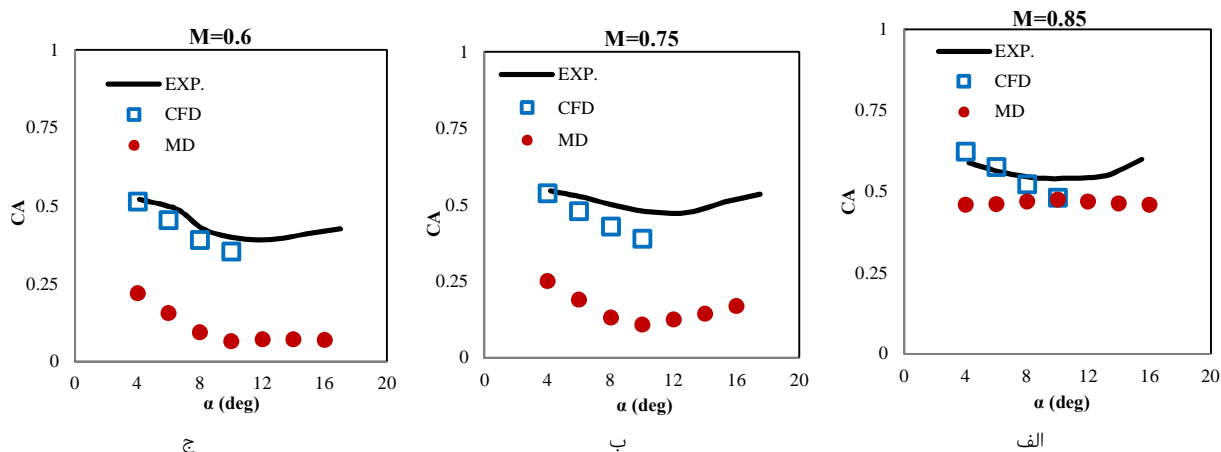 M=0.6
1
0.75
0.5
0.25
0
CA
EXP.
CFD
MD
0 4 8 12 16 20
α (deg)
ج
M=0.75
1
0.75
0.5
0.25
0
CA
EXP.
CFD
MD
0 4 8 12 16 20
α (deg)
ب
M=0.85
1
0.75
0.5
0.25
0
CA
EXP.
CFD
MD
0 4 8 12 16 20
α (deg)
الف